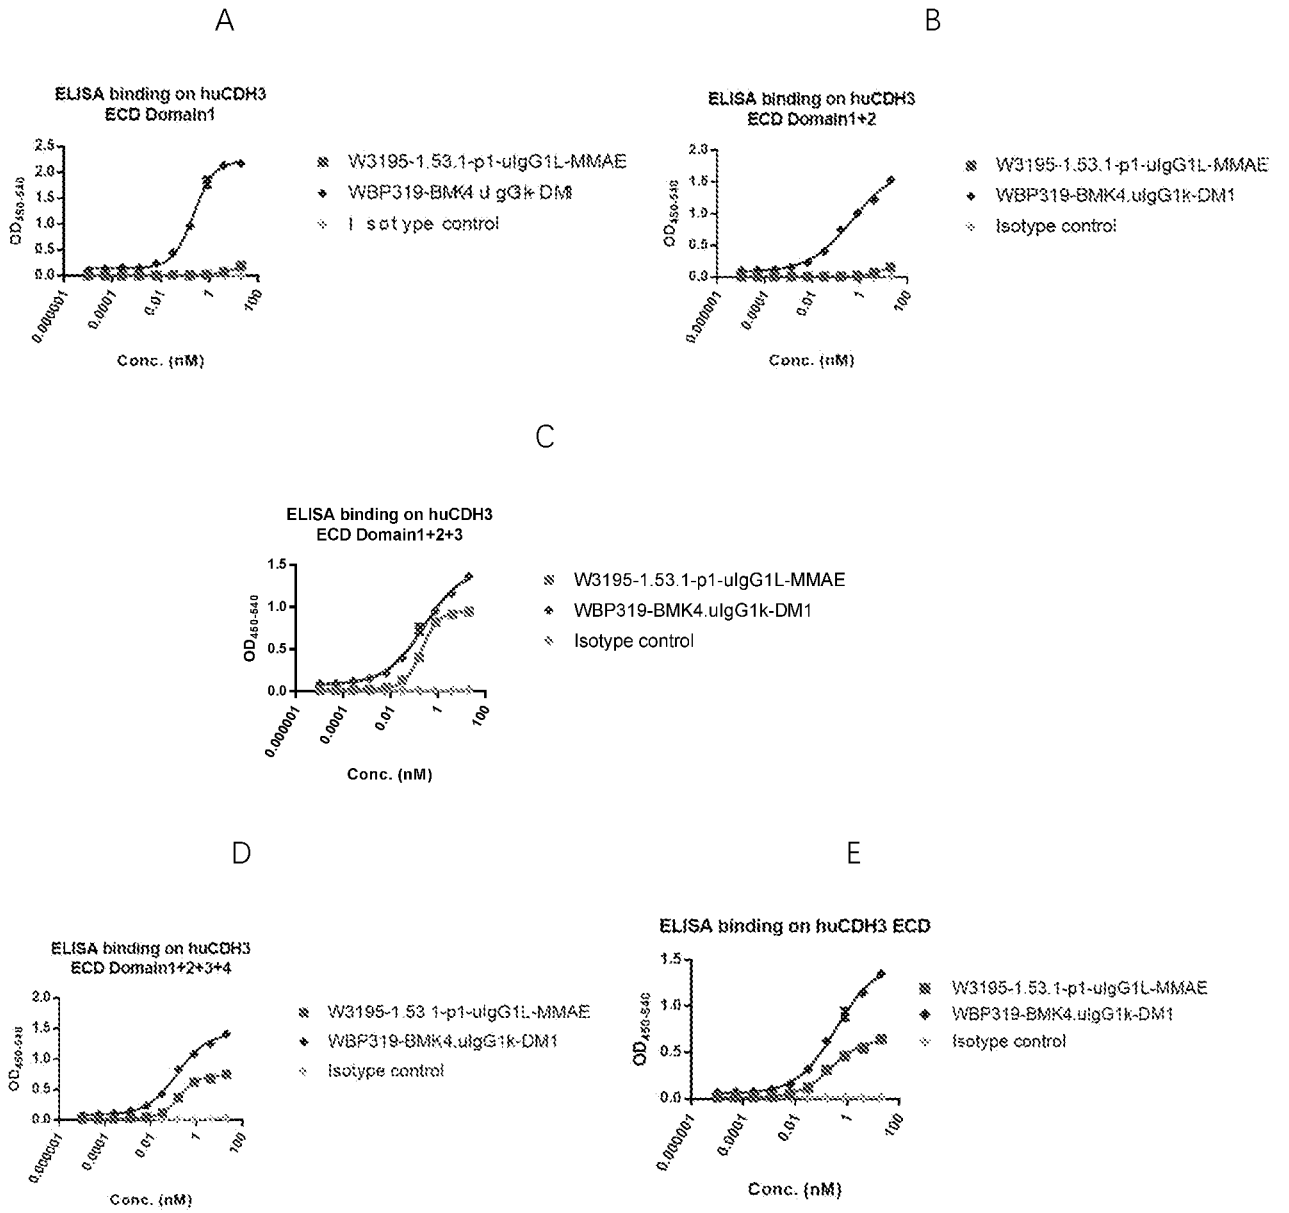 A
ELISA binding on huCDH3
ECD Domain1
2.5
2.0
1.5
1.0
0.5
0.0
OD450-540
0.000001
0.0001
0.01
1
100
Conc. (nM)
W3195-1.53.1-p1-uIgG1L-MMAE
WBP319-BMK4 u gG3k DMI
I sot ype control
B
ELISA binding on huCDH3
ECD Domain1+2
2.0
1.5
1.0
0.5
0.0
OD450-540
0.000001
0.0001
0.01
1
100
Conc. (nM)
W3195-1.53.1-p1-uIgG1L-MMAE
WBP319-BMK4.uIgG1k-DM1
Isotype control
C
ELISA binding on huCDH3
ECD Domain1+2+3
1.5
1.0
0.5
0.0
OD450-540
0.000001
0.0001
0.01
1
100
Conc. (nM)
W3195-1.53.1-p1-uIgG1L-MMAE
WBP319-BMK4.uIgG1k-DM1
Isotype control
D
ELISA binding on huCDH3
ECD Domain1+2+3+4
2.0
1.5
1.0
0.5
0.0
OD450-540
0.000001
0.0001
0.01
1
100
Conc. (nM)
W3195-1.53 1-p1-uIgG1L-MMAE
WBP319-BMK4.uIgG1k-DM1
Isotype control
E
ELISA binding on huCDH3 ECD
1.5
1.0
0.5
0.0
OD450-540
0.000001
0.0001
0.01
1
100
Conc. (nM)
W3195-1.53.1-p1-uIgG1L-MMAE
WBP319-BMK4.uIgG1k-DM1
Isotype control